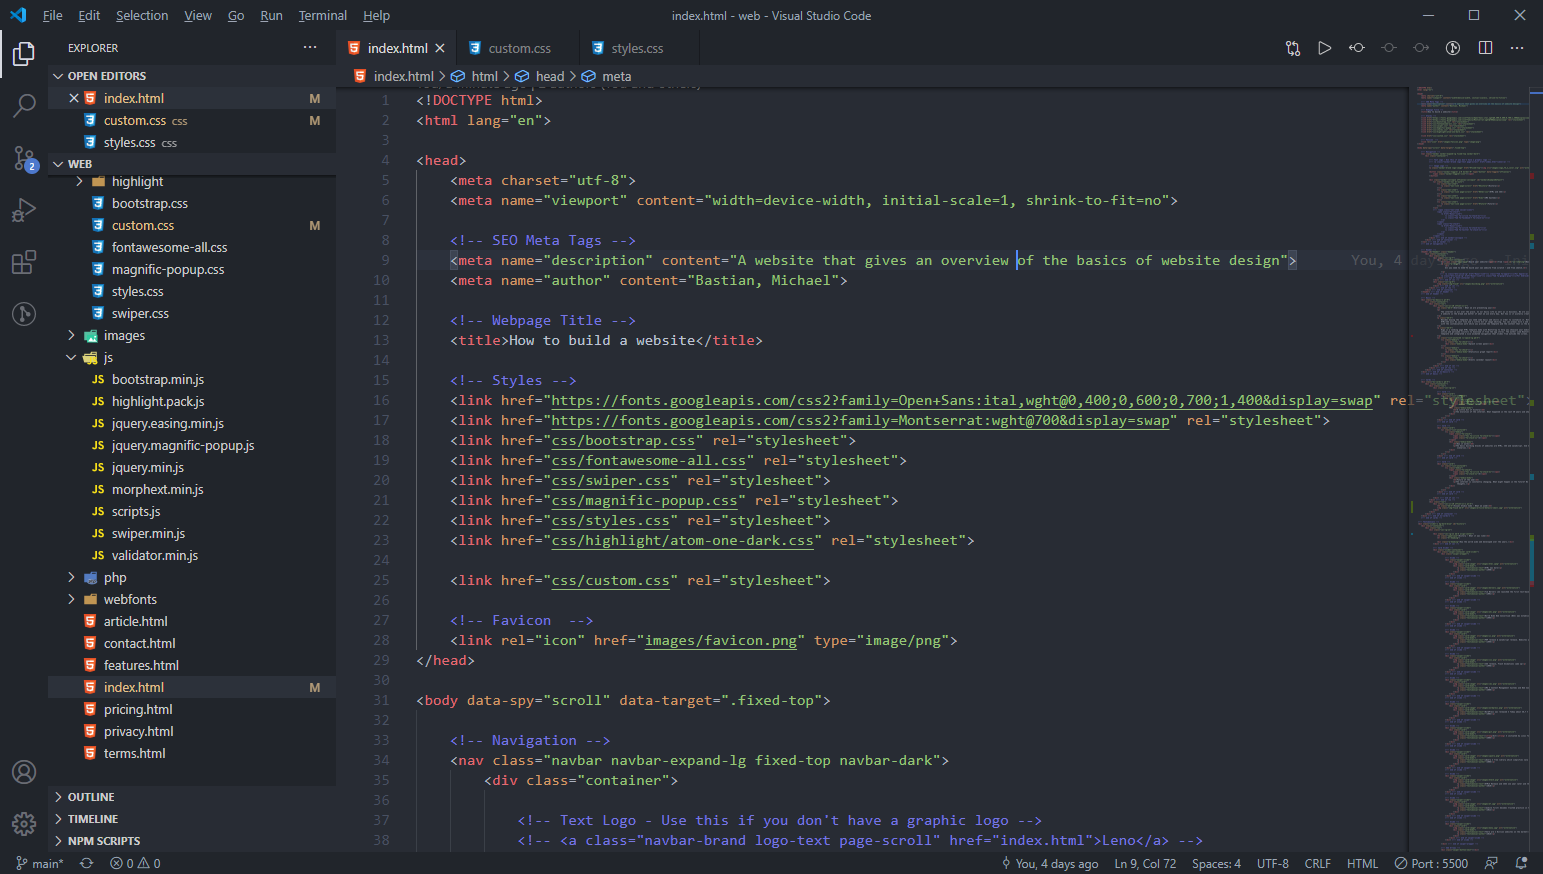 File Edit Selection View Go Run Terminal Help
index.html - web - Visual Studio Code
EXPLORER
OPEN EDITORS
index.html M
custom.css css M
styles.css css
WEB
highlight
bootstrap.css
custom.css M
fontawesome-all.css
magnific-popup.css
styles.css
swiper.css
images
js
JS bootstrap.min.js
JS highlight.pack.js
JS jquery.easing.min.js
JS jquery.magnific-popup.js
JS jquery.min.js
JS morphext.min.js
JS scripts.js
JS swiper.min.js
JS validator.min.js
php
webfonts
article.html
contact.html
features.html
index.html M
pricing.html
privacy.html
terms.html
OUTLINE
TIMELINE
NPM SCRIPTS
2
index.html custom.css styles.css
index.html > html > head > meta
1 <!DOCTYPE html>
2 <html lang="en">
3
4 <head>
5 <meta charset="utf-8">
6 <meta name="viewport" content="width=device-width, initial-scale=1, shrink-to-fit=no">
7
8 <!-- SEO Meta Tags -->
9 <meta name="description" content="A website that gives an overview of the basics of website design"> You, 4
10 <meta name="author" content="Bastian, Michael">
11
12 <!-- Webpage Title -->
13 <title>How to build a website</title>
14
15 <!-- Styles -->
16 <link href="https://fonts.googleapis.com/css2?family=Open+Sans:ital,wght@0,400;0,600;0,700;1,400&display=swap" rel="stylesheet">
17 <link href="https://fonts.googleapis.com/css2?family=Montserrat:wght@700&display=swap" rel="stylesheet">
18 <link href="css/bootstrap.css" rel="stylesheet">
19 <link href="css/fontawesome-all.css" rel="stylesheet">
20 <link href="css/swiper.css" rel="stylesheet">
21 <link href="css/magnific-popup.css" rel="stylesheet">
22 <link href="css/styles.css" rel="stylesheet">
23 <link href="css/highlight/atom-one-dark.css" rel="stylesheet">
24
25 <link href="css/custom.css" rel="stylesheet">
26
27 <!-- Favicon  -->
28 <link rel="icon" href="images/favicon.png" type="image/png">
29 </head>
30
31 <body data-spy="scroll" data-target=".fixed-top">
32
33 <!-- Navigation -->
34 <nav class="navbar navbar-expand-lg fixed-top navbar-dark">
35 <div class="container">
36
37 <!-- Text Logo - Use this if you don't have a graphic logo -->
38 <!-- <a class="navbar-brand logo-text page-scroll" href="index.html">Leno</a> -->
main* 0 0 You, 4 days ago Ln 9, Col 72 Spaces: 4 UTF-8 CRLF HTML Port : 5500